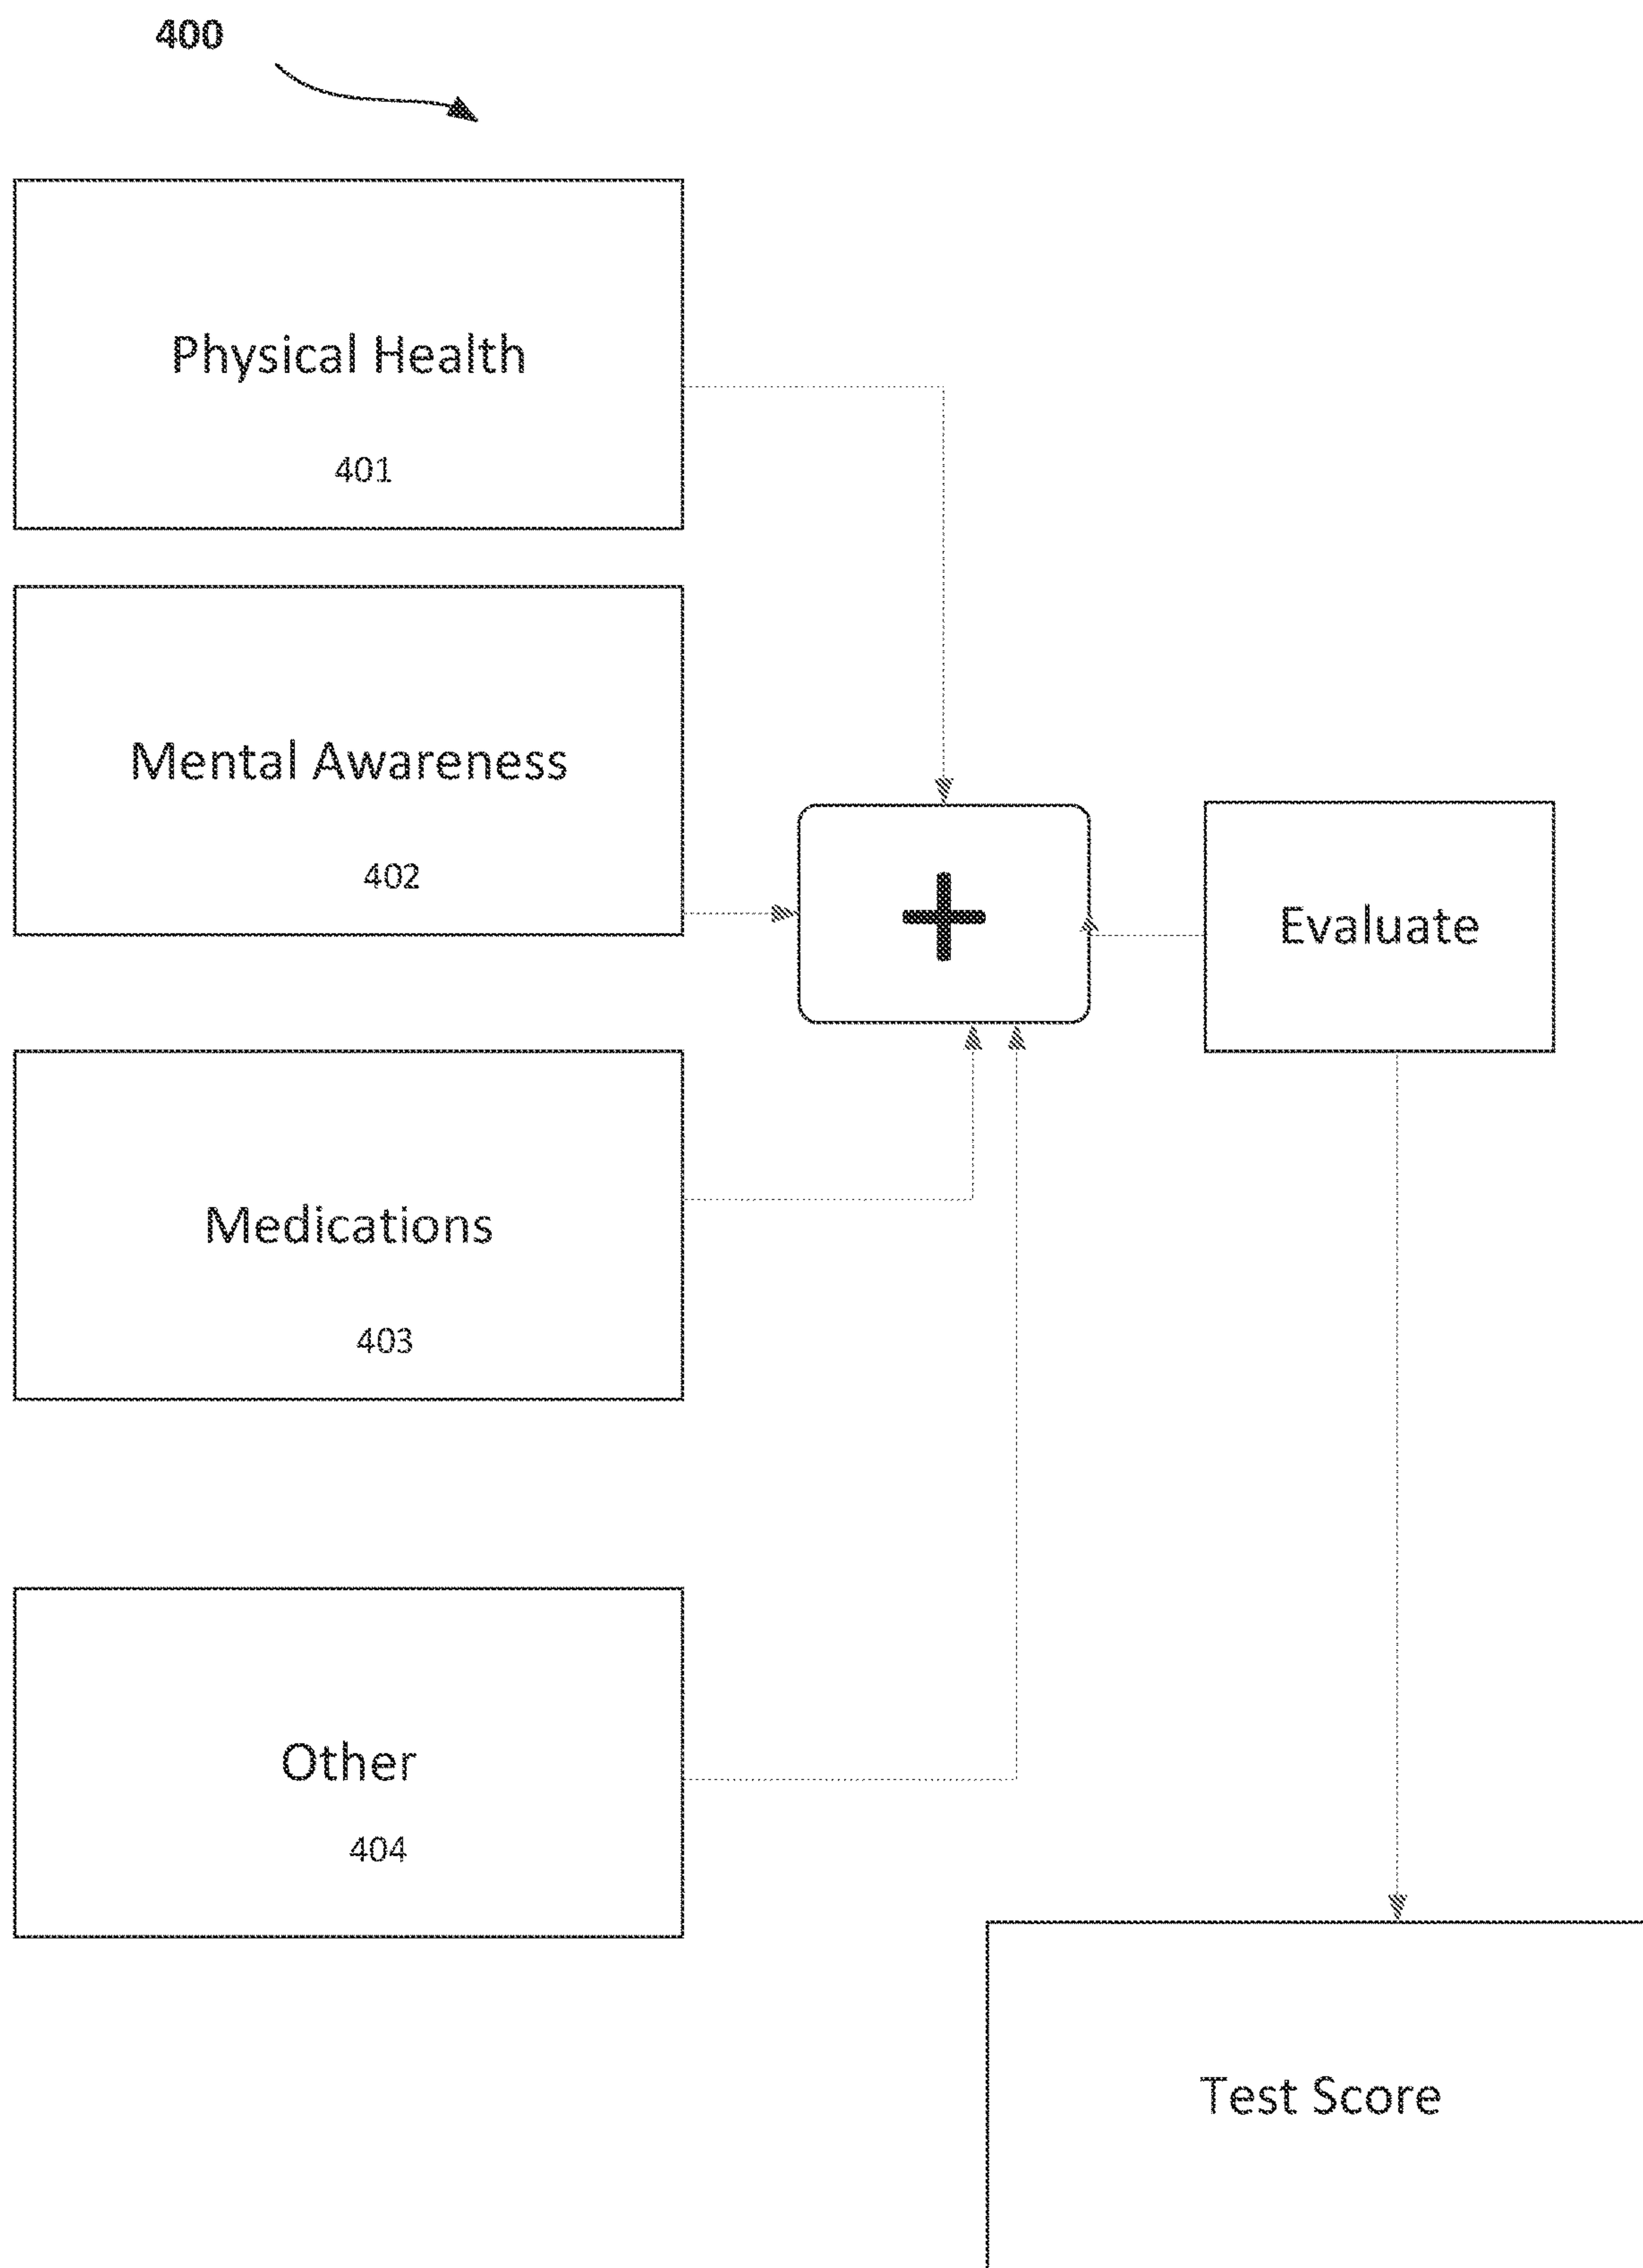 400
Physical Health
401
Mental Awareness
402
+
Evaluate
Medications
403
Other
404
Test Score